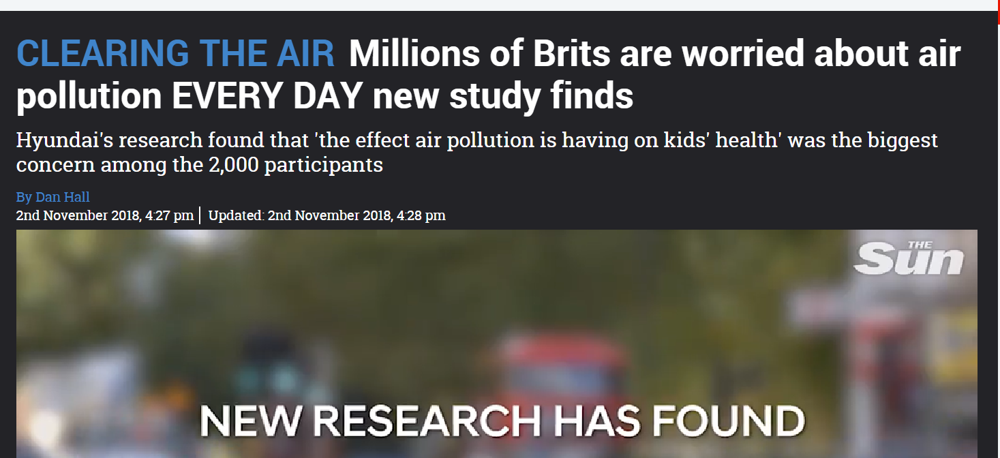 CLEARING THE AIR Millions of Brits are worried about air
pollution EVERY DAY new study finds
Hyundai's research found that 'the effect air pollution is having on kids' health' was the biggest
concern among the 2,000 participants
By Dan Hall
2nd November 2018, 4:27 pm | Updated: 2nd November 2018, 4:28 pm
THE
Sun
NEW RESEARCH HAS FOUND